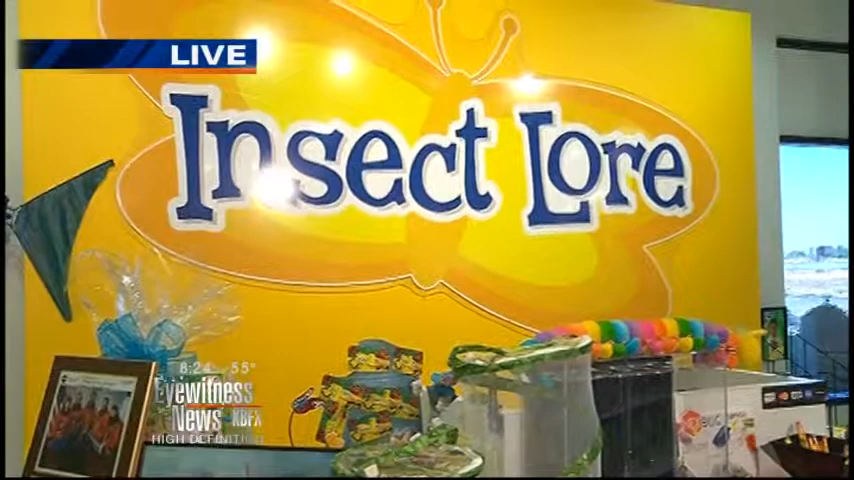 LIVE
Insect Lore
8:24 55°
Eyewitness
News KBFX
HIGH DEFINITION